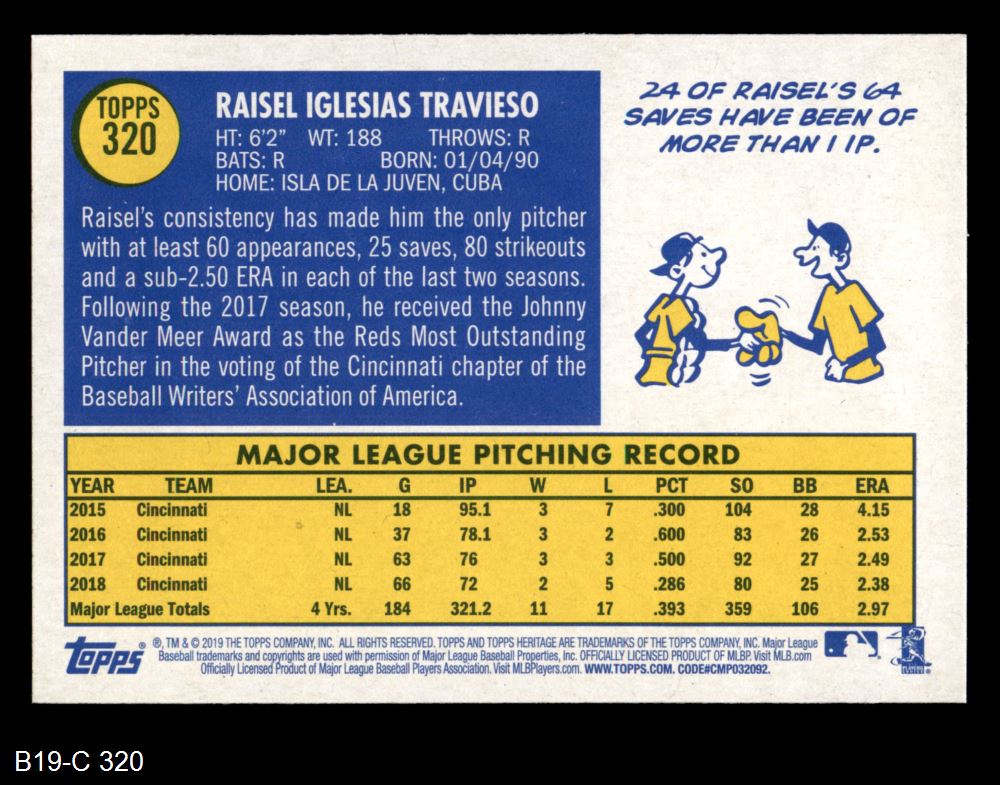 TOPPS
320
RAISEL IGLESIAS TRAVIESO
HT: 6'2" WT: 188 THROWS: R
BATS: R BORN: 01/04/90
HOME: ISLA DE LA JUVEN, CUBA
Raisel's consistency has made him the only pitcher
with at least 60 appearances, 25 saves, 80 strikeouts
and a sub-2.50 ERA in each of the last two seasons.
Following the 2017 season, he received the Johnny
Vander Meer Award as the Reds Most Outstanding
Pitcher in the voting of the Cincinnati chapter of the
Baseball Writers' Association of America.
24 OF RAISEL'S 64
SAVES HAVE BEEN OF
MORE THAN 1 IP.
MAJOR LEAGUE PITCHING RECORD
YEAR TEAM LEA. G IP W L PCT SO BB ERA
2015 Cincinnati NL 18 95.1 3 7 .300 104 28 4.15
2016 Cincinnati NL 37 78.1 3 2 .600 83 26 2.53
2017 Cincinnati NL 63 76 3 3 .500 92 27 2.49
2018 Cincinnati NL 66 72 2 5 .286 80 25 2.38
Major League Totals 4 Yrs. 184 321.2 11 17 .393 359 106 2.97
Topps ®, TM & © 2019 THE TOPPS COMPANY, INC. ALL RIGHTS RESERVED. TOPPS AND TOPPS HERITAGE ARE TRADEMARKS OF THE TOPPS COMPANY, INC. Major League
Baseball trademarks and copyrights are used with permission of Major League Baseball Properties, Inc. OFFICIALLY LICENSED PRODUCT OF MLBP. Visit MLB.com
Officially Licensed Product of Major League Baseball Players Association. Visit MLBPlayers.com. WWW.TOPPS.COM. CODE#CMP032092.
B19-C 320